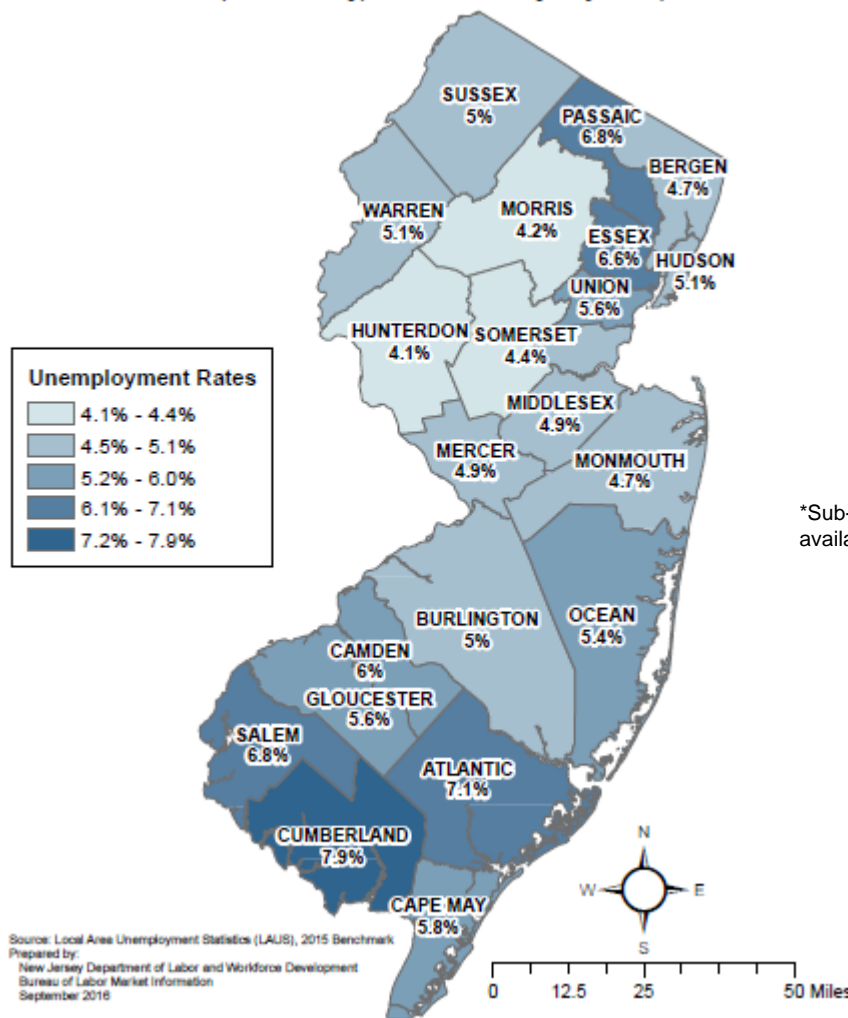 SUSSEX
5%
PASSAIC
6.8%
BERGEN
4.7%
WARREN
5.1%
MORRIS
4.2%
ESSEX
6.6%
HUDSON
5.1%
UNION
5.6%
HUNTERDON
4.1%
SOMERSET
4.4%
MIDDLESEX
4.9%
MERCER
4.9%
MONMOUTH
4.7%
Unemployment Rates
4.1% - 4.4%
4.5% - 5.1%
5.2% - 6.0%
6.1% - 7.1%
7.2% - 7.9%
*Sub-
availa
OCEAN
5.4%
BURLINGTON
5%
CAMDEN
6%
GLOUCESTER
5.6%
SALEM
6.8%
ATLANTIC
7.1%
CUMBERLAND
7.9%
CAPE MAY
5.8%
N
W E
S
Source: Local Area Unemployment Statistics (LAUS), 2015 Benchmark
Prepared by:
New Jersey Department of Labor and Workforce Development
Bureau of Labor Market Information
September 2016
0 12.5 25 50 Miles